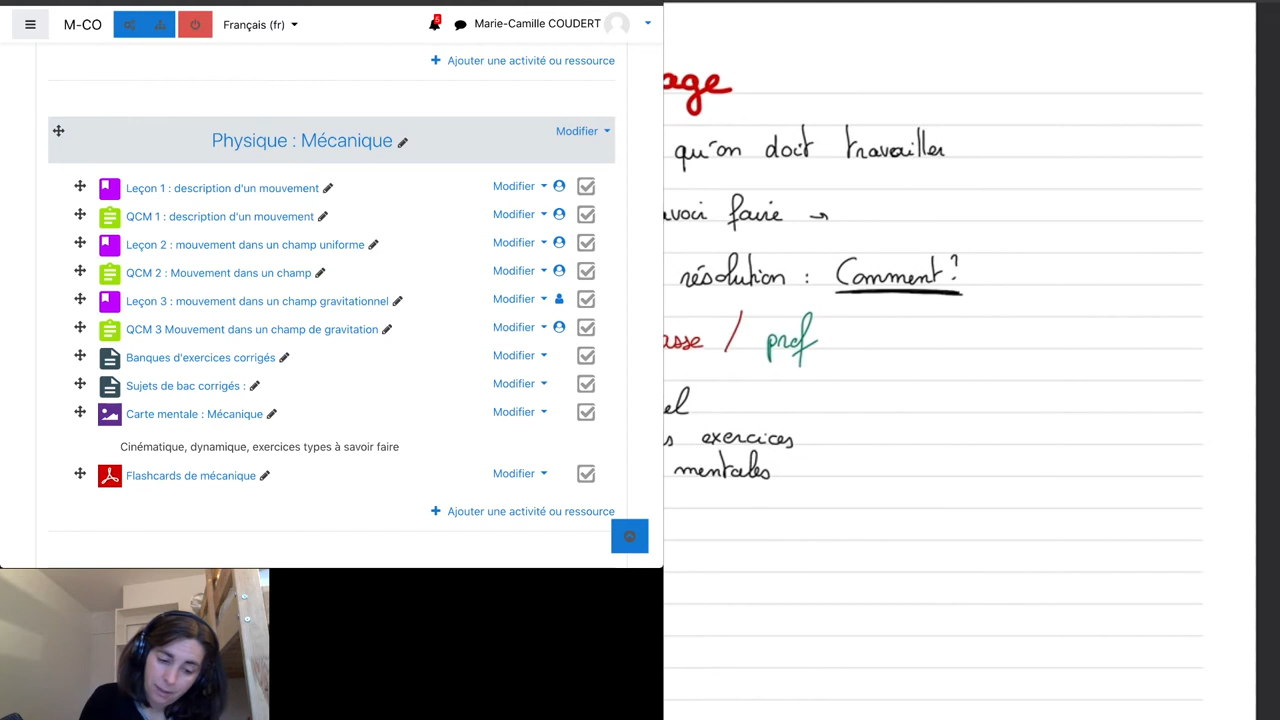 M-CO
Français (fr)
5
Marie-Camille COUDERT
Ajouter une activité ou ressource
Physique : Mécanique
Modifier
Leçon 1 : description d'un mouvement
Modifier
QCM 1 : description d'un mouvement
Modifier
Leçon 2 : mouvement dans un champ uniforme
Modifier
QCM 2 : Mouvement dans un champ
Modifier
Leçon 3 : mouvement dans un champ gravitationnel
Modifier
QCM 3 Mouvement dans un champ de gravitation
Modifier
Banques d'exercices corrigés
Modifier
Sujets de bac corrigés :
Modifier
Carte mentale : Mécanique
Modifier
Cinématique, dynamique, exercices types à savoir faire
Flashcards de mécanique
Modifier
Ajouter une activité ou ressource
age
qu'on doit travailler
avoir faire →
résolution : Comment ?
asse / prof
el
s exercices
mentales